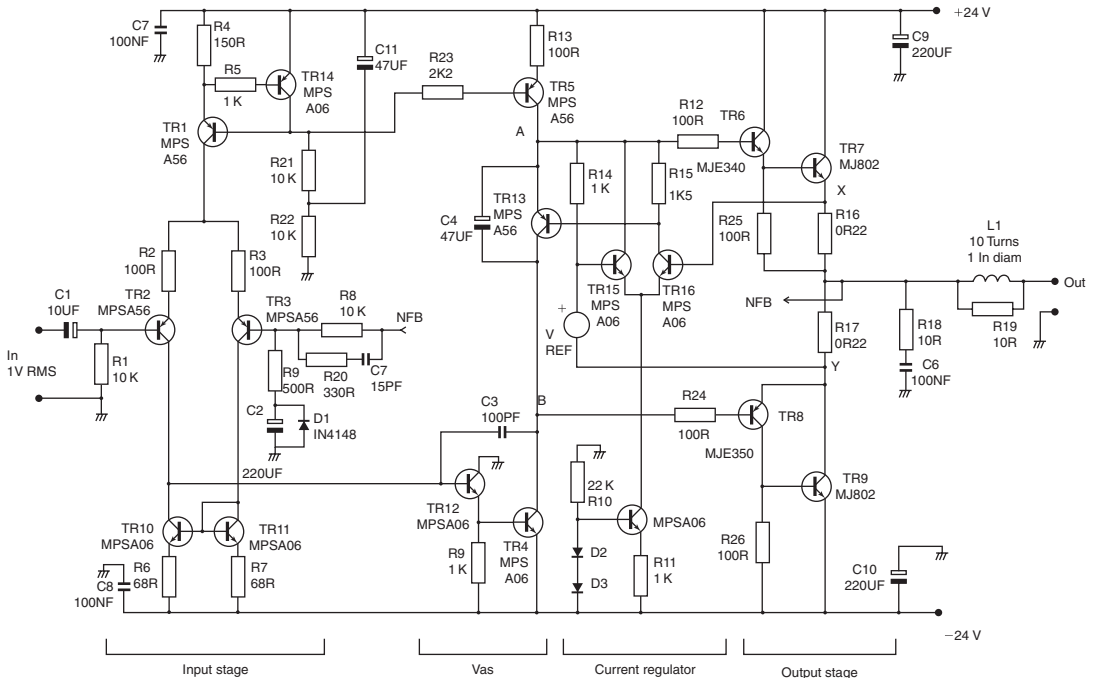 +24 V
C7
100NF
R4
150R
R5
1 K
TR14
MPS
A06
C11
47UF
R23
2K2
R13
100R
C9
220UF
TR5
MPS
A56
TR1
MPS
A56
A
R12
100R
TR6
MJE340
TR7
MJ802
X
R21
10 K
R22
10 K
R14
1 K
R15
1K5
TR13
MPS
A56
C4
47UF
R25
100R
R16
0R22
L1
10 Turns
1 In diam
R2
100R
R3
100R
TR15
MPS
A06
TR16
MPS
A06
Out
NFB
C1
10UF
TR2
MPSA56
TR3
MPSA56
R8
10 K
NFB
+
V
REF
R17
0R22
R18
10R
R19
10R
In
1V RMS
R1
10 K
R9
500R
R20
330R
C7
15PF
Y
C6
100NF
C2
D1
IN4148
220UF
C3
100PF
B
R24
100R
TR8
MJE350
TR12
MPSA06
22 K
R10
TR9
MJ802
TR10
MPSA06
TR11
MPSA06
TR4
MPS
A06
MPSA06
R9
1 K
D2
D3
R11
1 K
R26
100R
R6
68R
R7
68R
C8
100NF
C10
220UF
−24 V
Input stage
Vas
Current regulator
Output stage